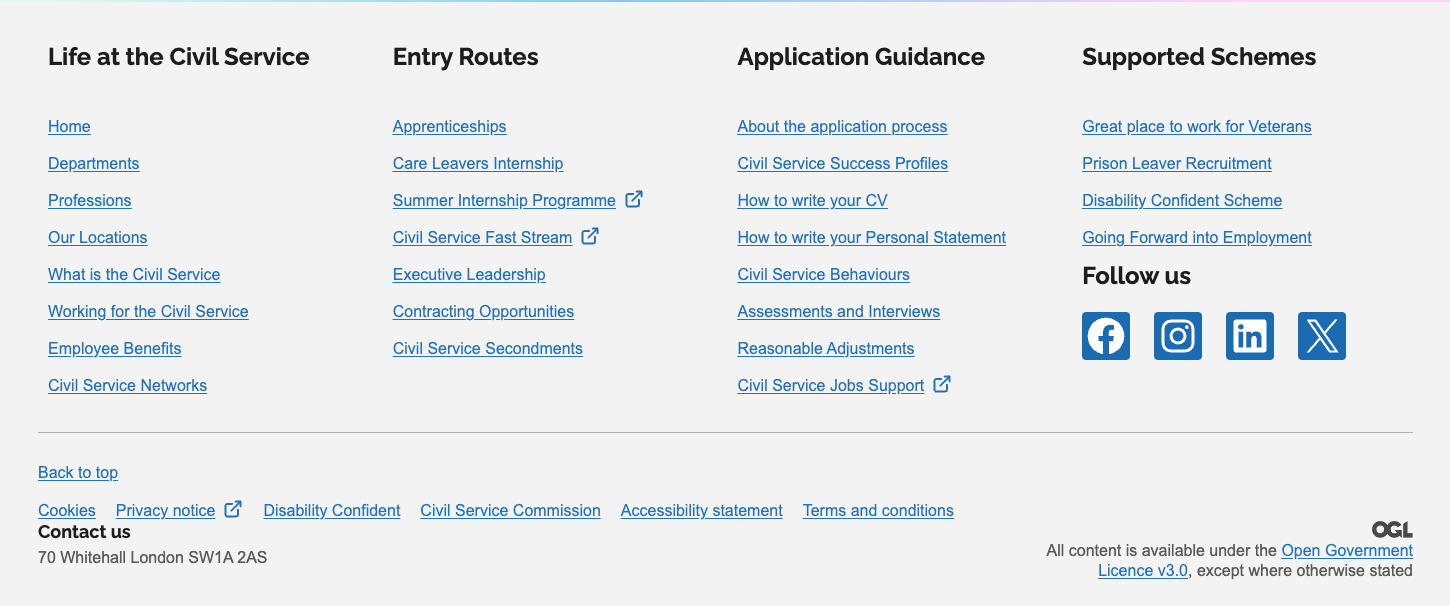 Life at the Civil Service
Home
Departments
Professions
Our Locations
What is the Civil Service
Working for the Civil Service
Employee Benefits
Civil Service Networks
Entry Routes
Apprenticeships
Care Leavers Internship
Summer Internship Programme
Civil Service Fast Stream
Executive Leadership
Contracting Opportunities
Civil Service Secondments
Application Guidance
About the application process
Civil Service Success Profiles
How to write your CV
How to write your Personal Statement
Civil Service Behaviours
Assessments and Interviews
Reasonable Adjustments
Civil Service Jobs Support
Supported Schemes
Great place to work for Veterans
Prison Leaver Recruitment
Disability Confident Scheme
Going Forward into Employment
Follow us
Back to top
Cookies Privacy notice Disability Confident Civil Service Commission Accessibility statement Terms and conditions
Contact us
70 Whitehall London SW1A 2AS
OGL
All content is available under the Open Government
Licence v3.0, except where otherwise stated